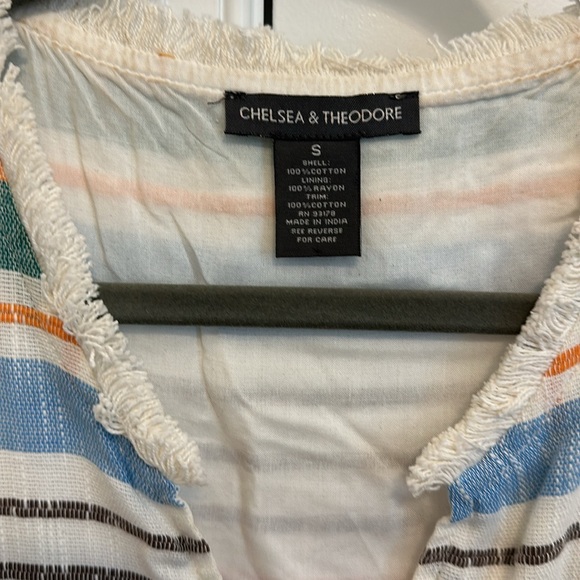 CHELSEA & THEODORE
S
SHELL:
100% COTTON
LINING:
100% RAYON
TRIM:
100% COTTON
RN 93178
MADE IN INDIA
SEE REVERSE
FOR CARE